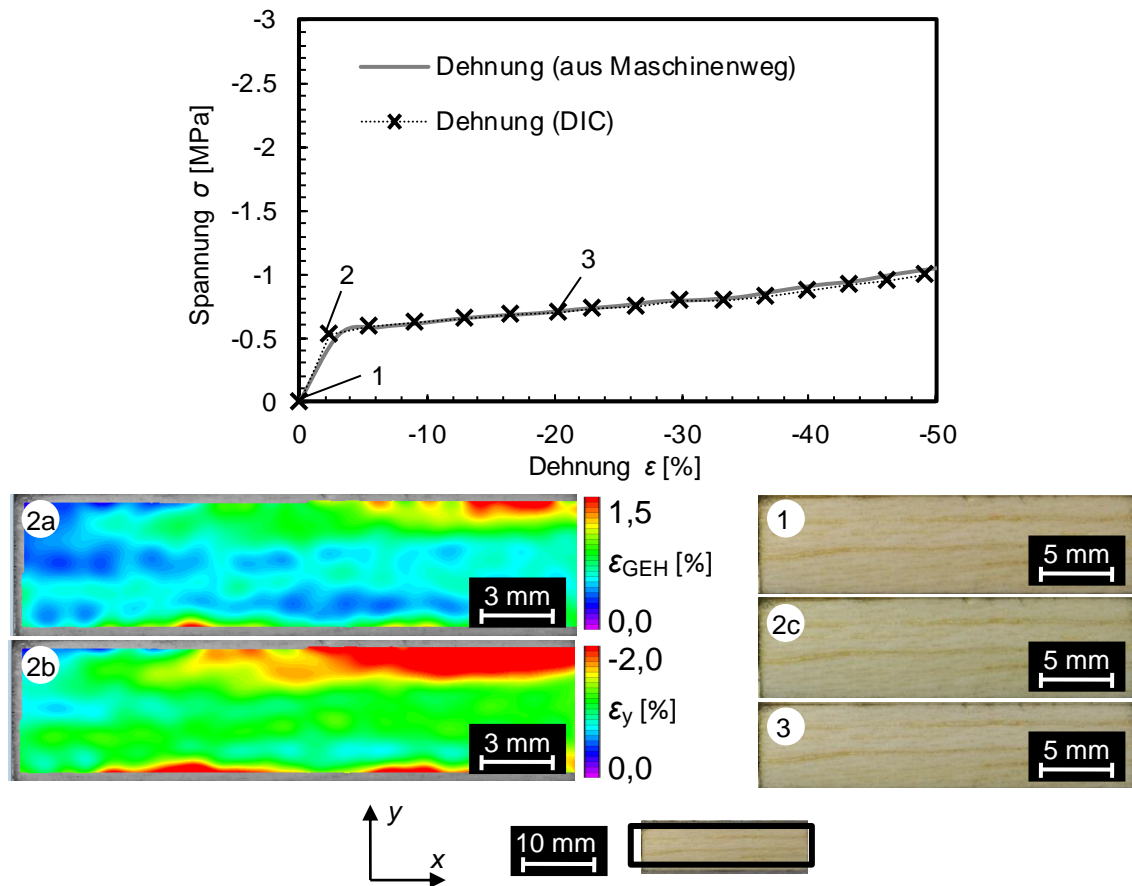 -3
-2.5
-2
-1.5
-1
-0.5
0
Spannung σ [MPa]
Dehnung (aus Maschinenweg)
Dehnung (DIC)
1
2
3
0 -10 -20 -30 -40 -50
Dehnung ε [%]
2a
3 mm
1,5
εGEH [%]
0,0
2b
3 mm
-2,0
εy [%]
0,0
1
5 mm
2c
5 mm
3
5 mm
y
x
10 mm